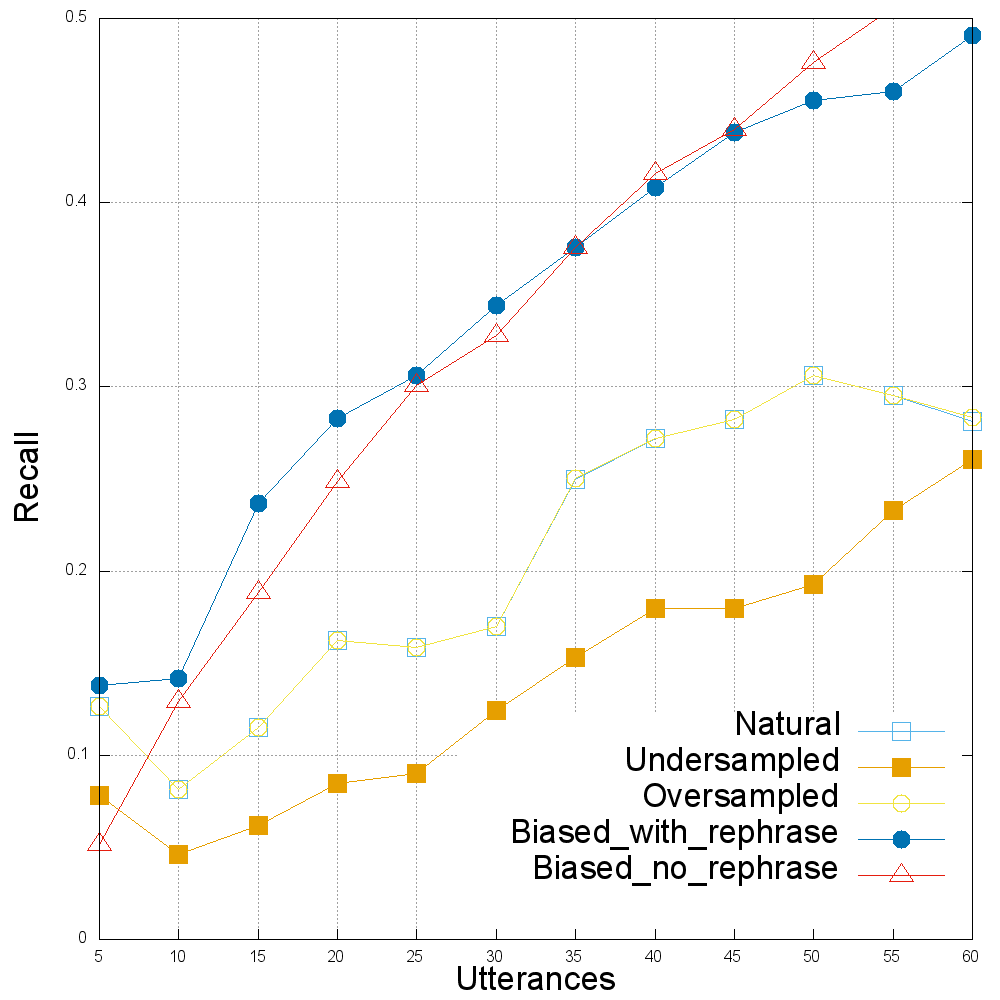 0.5
0.4
0.3
0.2
0.1
0
Recall
Natural
Undersampled
Oversampled
Biased_with_rephrase
Biased_no_rephrase
5 10 15 20 25 30 35 40 45 50 55 60
Utterances